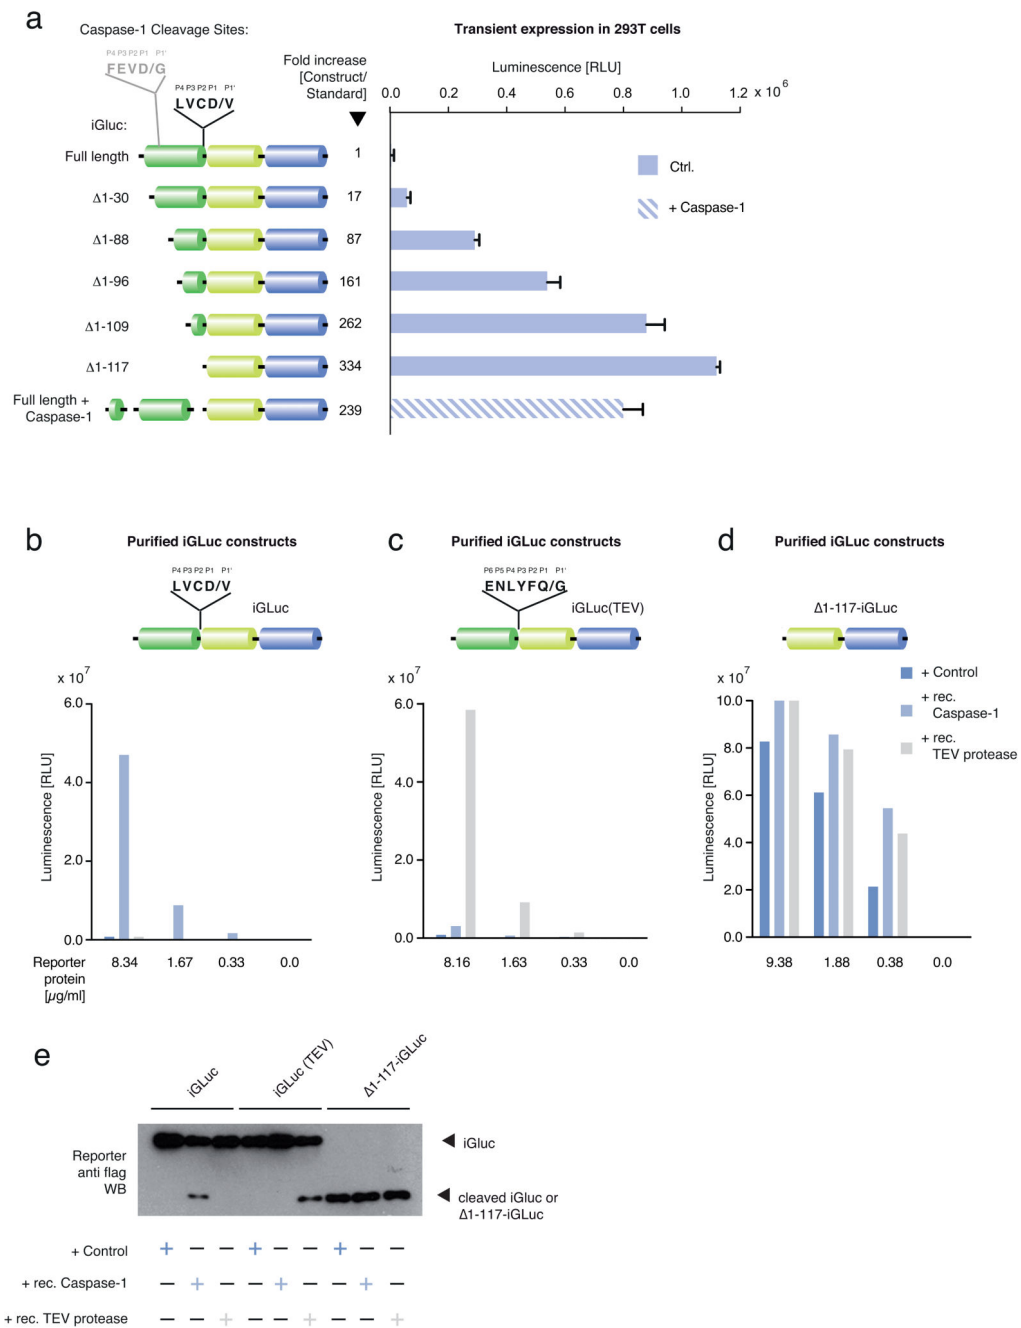 a
Caspase-1 Cleavage Sites:
Transient expression in 293T cells
P4 P3 P2 P1 P1'
FEVD/G
P4 P3 P2 P1 P1'
LVCD/V
Fold increase
[Construct/
Standard]
Luminescence [RLU]
0.0 0.2 0.4 0.6 0.8 1.0 1.2 x 10⁶
iGluc:
Full length 1
Δ1-30 17
Δ1-88 87
Δ1-96 161
Δ1-109 262
Δ1-117 334
Full length +
Caspase-1 239
Ctrl.
+ Caspase-1
b
Purified iGLuc constructs
P4 P3 P2 P1 P1'
LVCD/V
iGLuc
x 10⁷
6.0
4.0
2.0
0.0
Luminescence [RLU]
Reporter
protein
[µg/ml]
8.34 1.67 0.33 0.0
c
Purified iGLuc constructs
P6 P5 P4 P3 P2 P1 P1'
ENLYFQ/G
iGLuc(TEV)
x 10⁷
6.0
4.0
2.0
0.0
Luminescence [RLU]
8.16 1.63 0.33 0.0
d
Purified iGLuc constructs
Δ1-117-iGLuc
x 10⁷
10.0
8.0
6.0
4.0
2.0
0.0
Luminescence [RLU]
9.38 1.88 0.38 0.0
+ Control
+ rec.
Caspase-1
+ rec.
TEV protease
e
iGLuc
iGLuc (TEV)
Δ1-117-iGLuc
Reporter
anti flag
WB
iGluc
cleaved iGluc or
Δ1-117-iGLuc
+ Control + − − + − − + − −
+ rec. Caspase-1 − + − − + − − + −
+ rec. TEV protease − − + − − + − − +